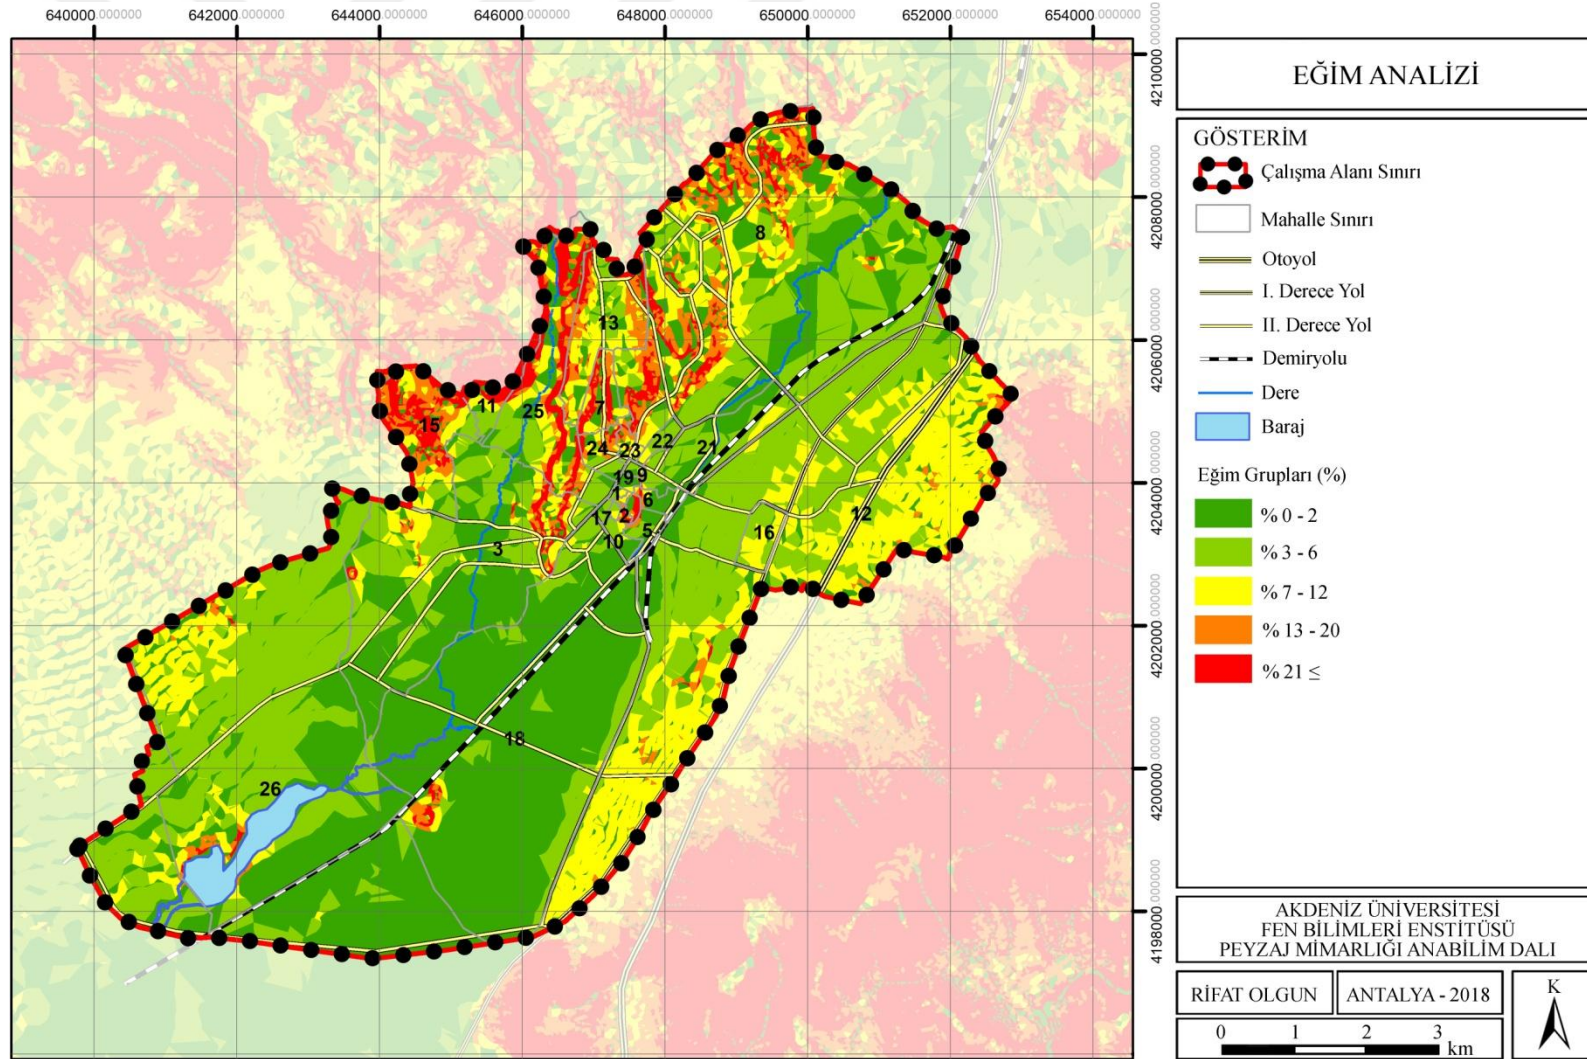 640000.000000 642000.000000 644000.000000 646000.000000 648000.000000 650000.000000 652000.000000 654000.000000
4210000.000000
4208000.000000
4206000.000000
4204000.000000
4202000.000000
4200000.000000
4198000.000000
8
13
11
25
7
15
24
23
22
21
9
19
1
6
17
2
5
10
3
16
12
18
26
EĞİM ANALİZİ
GÖSTERİM
Çalışma Alanı Sınırı
Mahalle Sınırı
Otoyol
I. Derece Yol
II. Derece Yol
Demiryolu
Dere
Baraj
Eğim Grupları (%)
% 0 - 2
% 3 - 6
% 7 - 12
% 13 - 20
% 21 ≤
AKDENİZ ÜNİVERSİTESİ
FEN BİLİMLERİ ENSTİTÜSÜ
PEYZAJ MİMARLIĞI ANABİLİM DALI
RİFAT OLGUN
ANTALYA - 2018
K
0 1 2 3
km